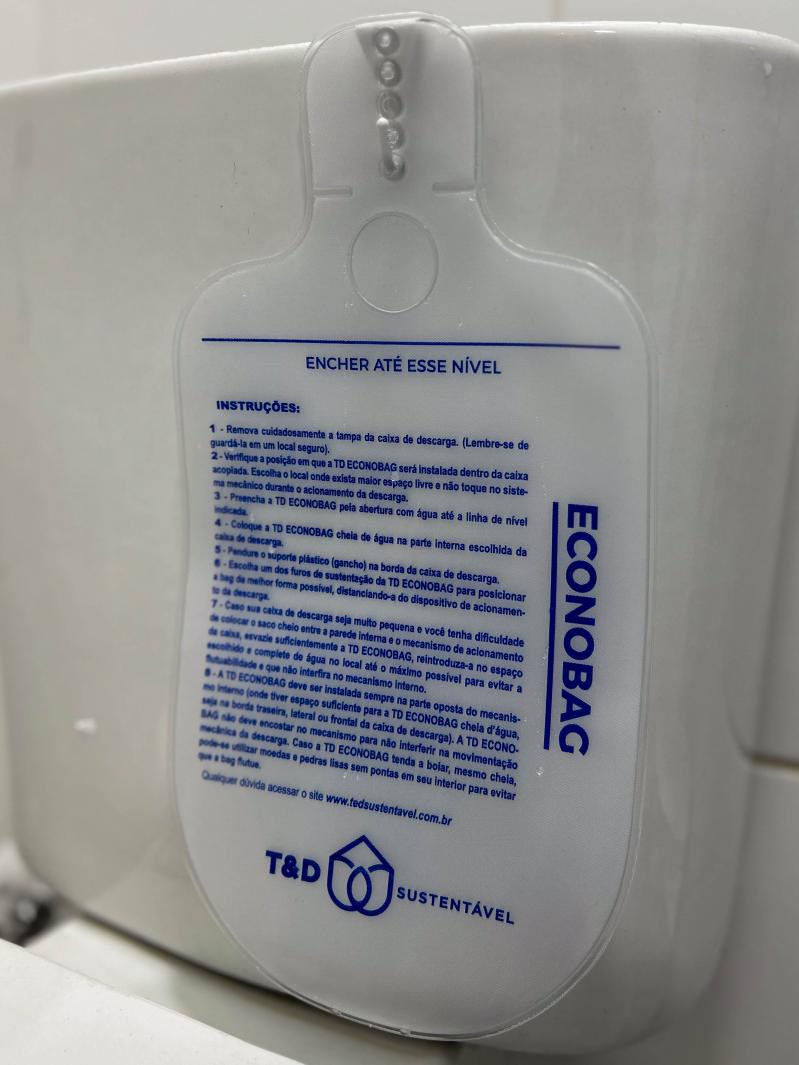 ENCHER ATÉ ESSE NÍVEL
INSTRUÇÕES:
1 - Remova cuidadosamente a tampa da caixa de descarga. (Lembre-se de
guardá-la em um local seguro).
2 - Verifique a posição em que a TD ECONOBAG será instalada dentro da caixa
acoplada. Escolha o local onde exista maior espaço livre e não toque no siste-
ma mecânico durante o acionamento da descarga.
3 - Preencha a TD ECONOBAG pela abertura com água até a linha de nível
indicada.
4 - Coloque a TD ECONOBAG cheia de água na parte interna escolhida da
caixa de descarga.
5 - Pendure o suporte plástico (gancho) na borda da caixa de descarga.
6 - Escolha um dos furos de sustentação da TD ECONOBAG para posicionar
a bag da melhor forma possível, distanciando-a do dispositivo de acionamen-
to da descarga.
7 - Caso sua caixa de descarga seja muito pequena e você tenha dificuldade
de colocar o saco cheio entre a parede interna e o mecanismo de acionamento
da caixa, esvazie suficientemente a TD ECONOBAG, reintroduza-a no espaço
escolhido e complete de água no local até o máximo possível para evitar a
flutuabilidade e que não interfira no mecanismo interno.
8 - A TD ECONOBAG deve ser instalada sempre na parte oposta do mecanis-
mo interno (onde tiver espaço suficiente para a TD ECONOBAG cheia d'água,
seja na borda traseira, lateral ou frontal da caixa de descarga). A TD ECONO-
BAG não deve encostar no mecanismo para não interferir na movimentação
mecânica da descarga. Caso a TD ECONOBAG tenda a boiar, mesmo cheia,
pode-se utilizar moedas e pedras lisas sem pontas em seu interior para evitar
que a bag flutue.
Qualquer dúvida acessar o site www.tedsustentavel.com.br
ECONOBAG
T&D SUSTENTÁVEL